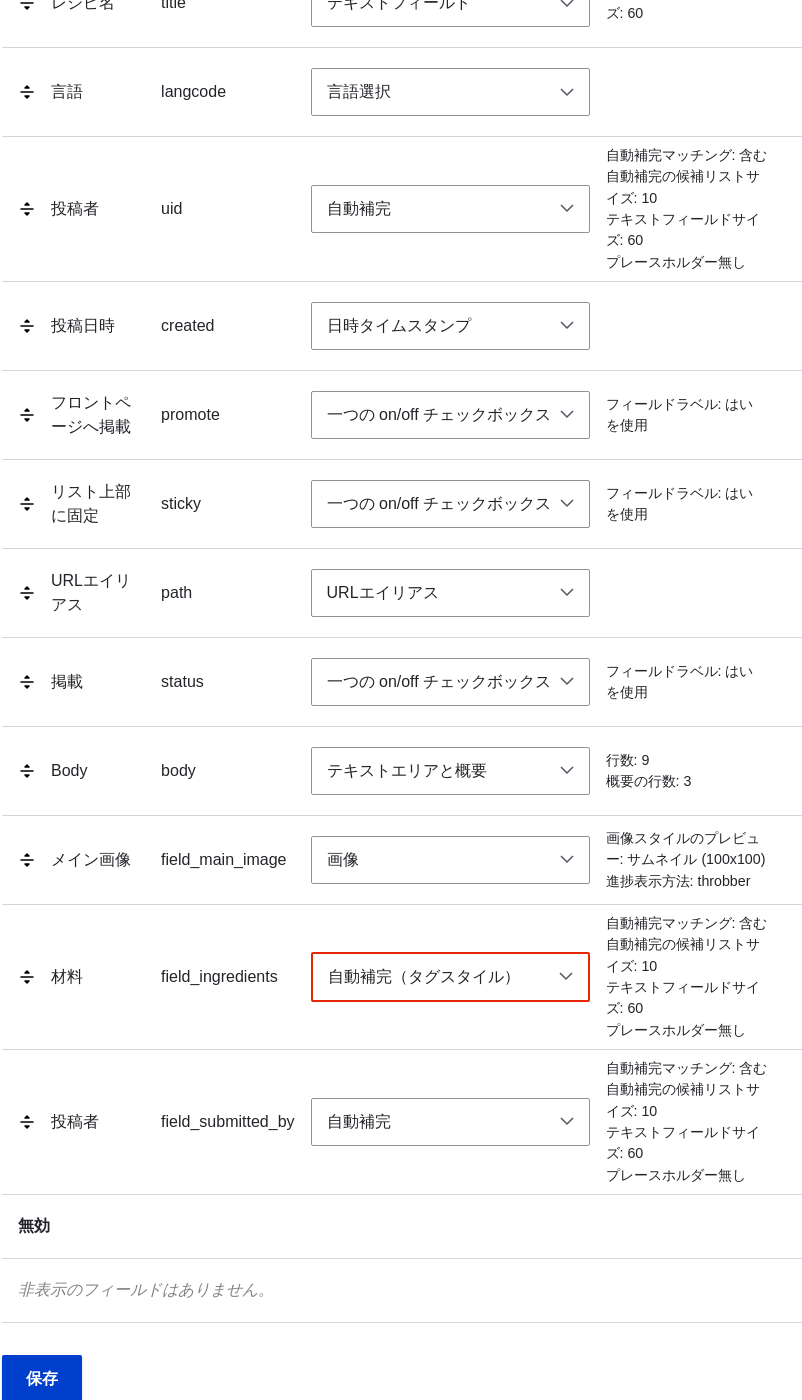 レシピ名
title
テキストフィールド
ズ: 60
言語
langcode
言語選択
投稿者
uid
自動補完
自動補完マッチング: 含む
自動補完の候補リストサ
イズ: 10
テキストフィールドサイ
ズ: 60
プレースホルダー無し
投稿日時
created
日時タイムスタンプ
フロントペ
ージへ掲載
promote
一つの on/off チェックボックス
フィールドラベル: はい
を使用
リスト上部
に固定
sticky
一つの on/off チェックボックス
フィールドラベル: はい
を使用
URLエイリ
アス
path
URLエイリアス
掲載
status
一つの on/off チェックボックス
フィールドラベル: はい
を使用
Body
body
テキストエリアと概要
行数: 9
概要の行数: 3
メイン画像
field_main_image
画像
画像スタイルのプレビュ
ー: サムネイル (100x100)
進捗表示方法: throbber
材料
field_ingredients
自動補完（タグスタイル）
自動補完マッチング: 含む
自動補完の候補リストサ
イズ: 10
テキストフィールドサイ
ズ: 60
プレースホルダー無し
投稿者
field_submitted_by
自動補完
自動補完マッチング: 含む
自動補完の候補リストサ
イズ: 10
テキストフィールドサイ
ズ: 60
プレースホルダー無し
無効
非表示のフィールドはありません。
保存